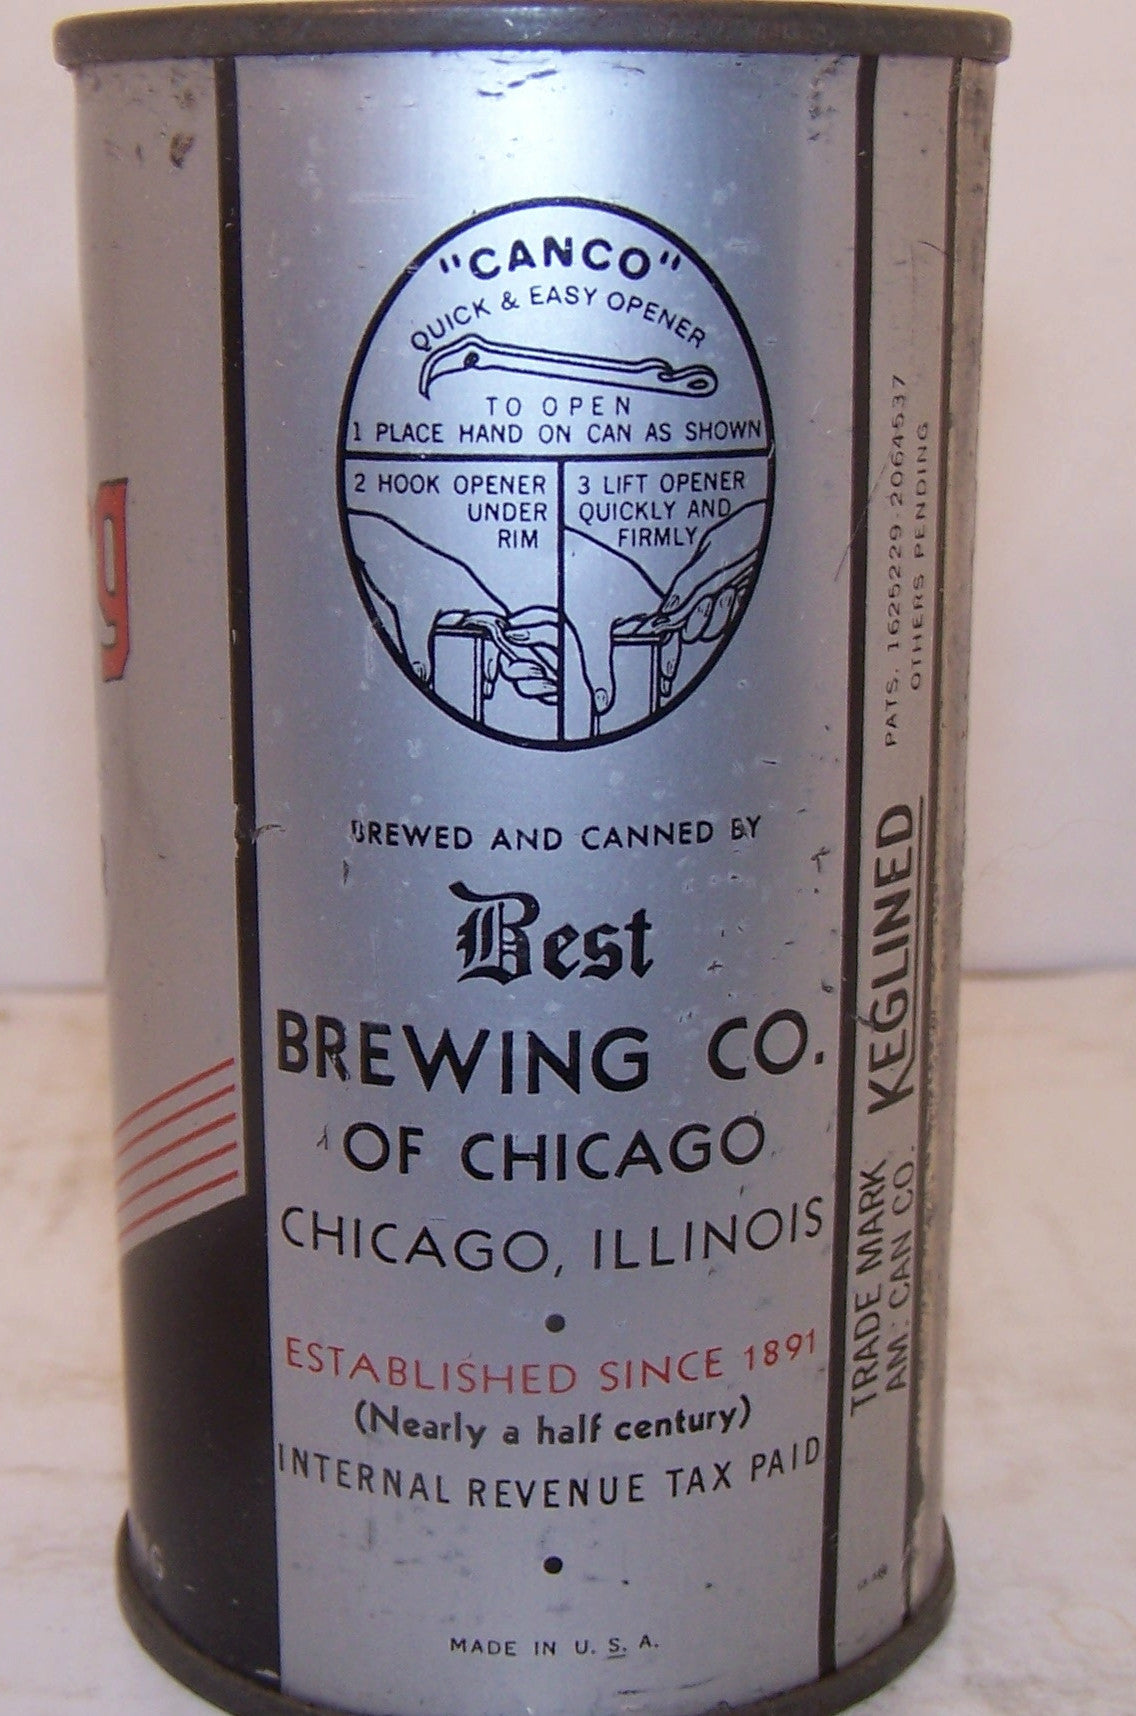 "CANCO"
QUICK & EASY OPENER
TO OPEN
1 PLACE HAND ON CAN AS SHOWN
2 HOOK OPENER
UNDER
RIM
3 LIFT OPENER
QUICKLY AND
FIRMLY
BREWED AND CANNED BY
Best
BREWING CO.
OF CHICAGO
CHICAGO, ILLINOIS
ESTABLISHED SINCE 1891
(Nearly a half century)
INTERNAL REVENUE TAX PAID
MADE IN U. S. A.
TRADE MARK KEGLINED PATS. 1625229-2064537
AM. CAN CO. OTHERS PENDING